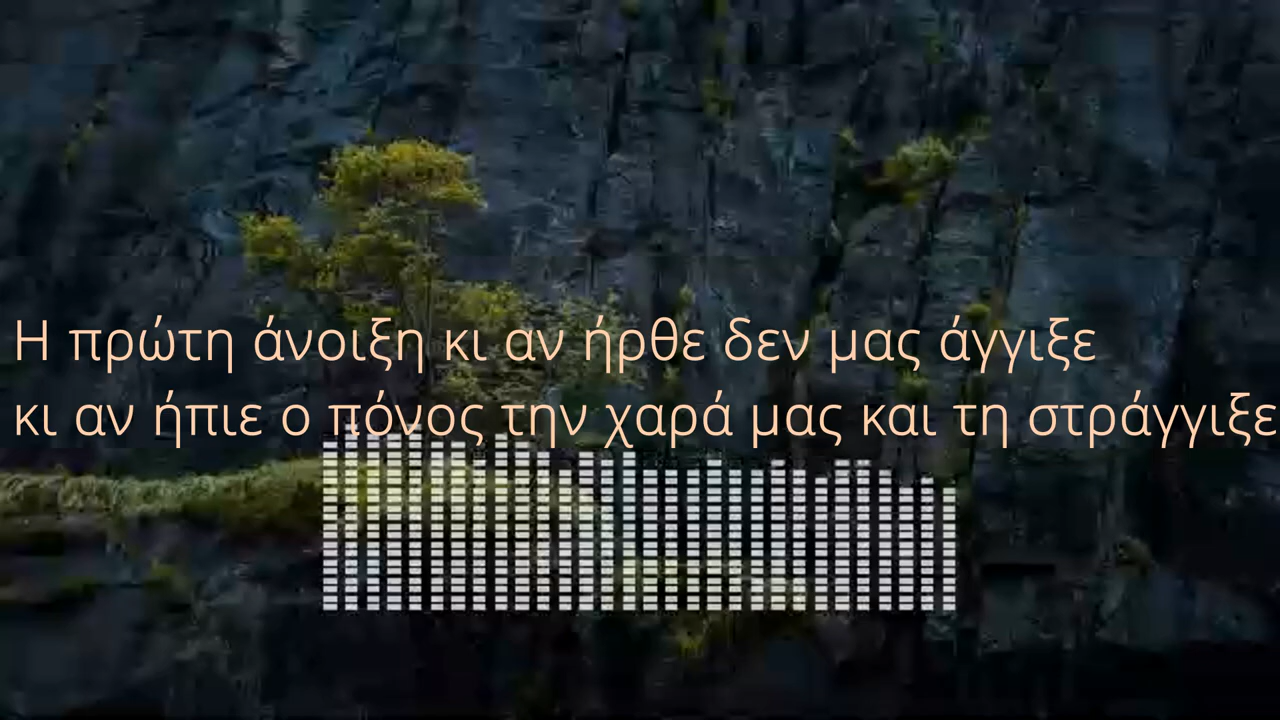 Η πρώτη άνοιξη κι αν ήρθε δεν μας άγγιξε
κι αν ήπιε ο πόνος την χαρά μας και τη στράγγιξε